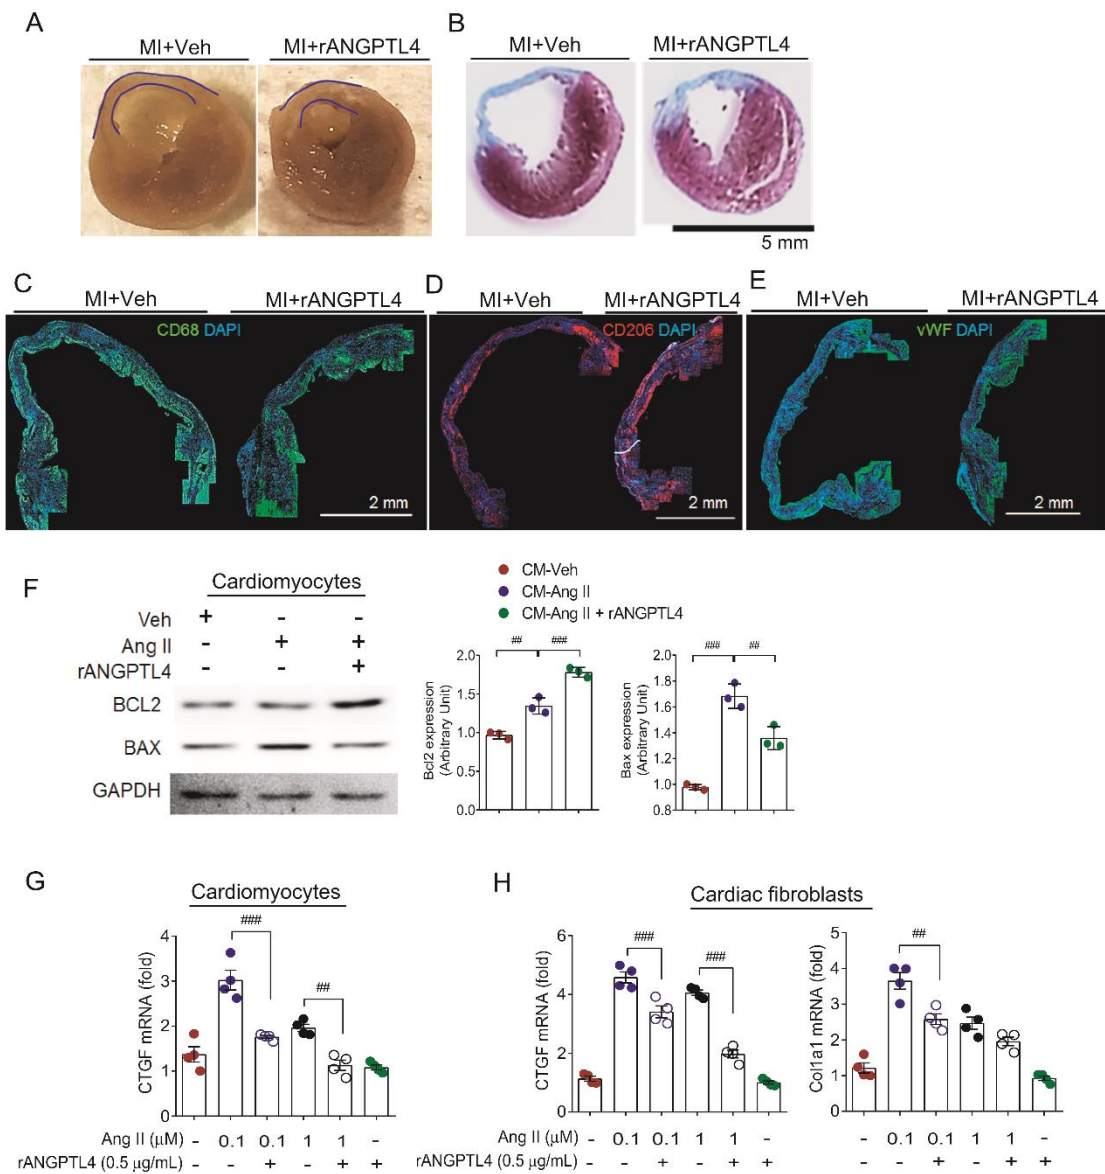 A
MI+Veh MI+rANGPTL4
B
MI+Veh MI+rANGPTL4
5 mm
C
MI+Veh MI+rANGPTL4
CD68 DAPI
2 mm
D
MI+Veh MI+rANGPTL4
CD206 DAPI
2 mm
E
MI+Veh MI+rANGPTL4
vWF DAPI
2 mm
F
Cardiomyocytes
Veh + - -
Ang II - + +
rANGPTL4 - - +
BCL2
BAX
GAPDH
CM-Veh
CM-Ang II
CM-Ang II + rANGPTL4
Bcl2 expression
(Arbitrary Unit)
2.0
1.5
1.0
0.5
0.0
## ###
Bax expression
(Arbitrary Unit)
2.0
1.8
1.6
1.4
1.2
1.0
0.8
### ##
G
Cardiomyocytes
CTGF mRNA (fold)
4
3
2
1
0
### ##
Ang II (µM) - 0.1 0.1 1 1 -
rANGPTL4 (0.5 µg/mL) - - + - + +
H
Cardiac fibroblasts
CTGF mRNA (fold)
6
4
2
0
### ###
Col1a1 mRNA (fold)
5
4
3
2
1
0
##
Ang II (µM) - 0.1 0.1 1 1 - - 0.1 0.1 1 1 -
rANGPTL4 (0.5 µg/mL) - - + - + + - - + - + +